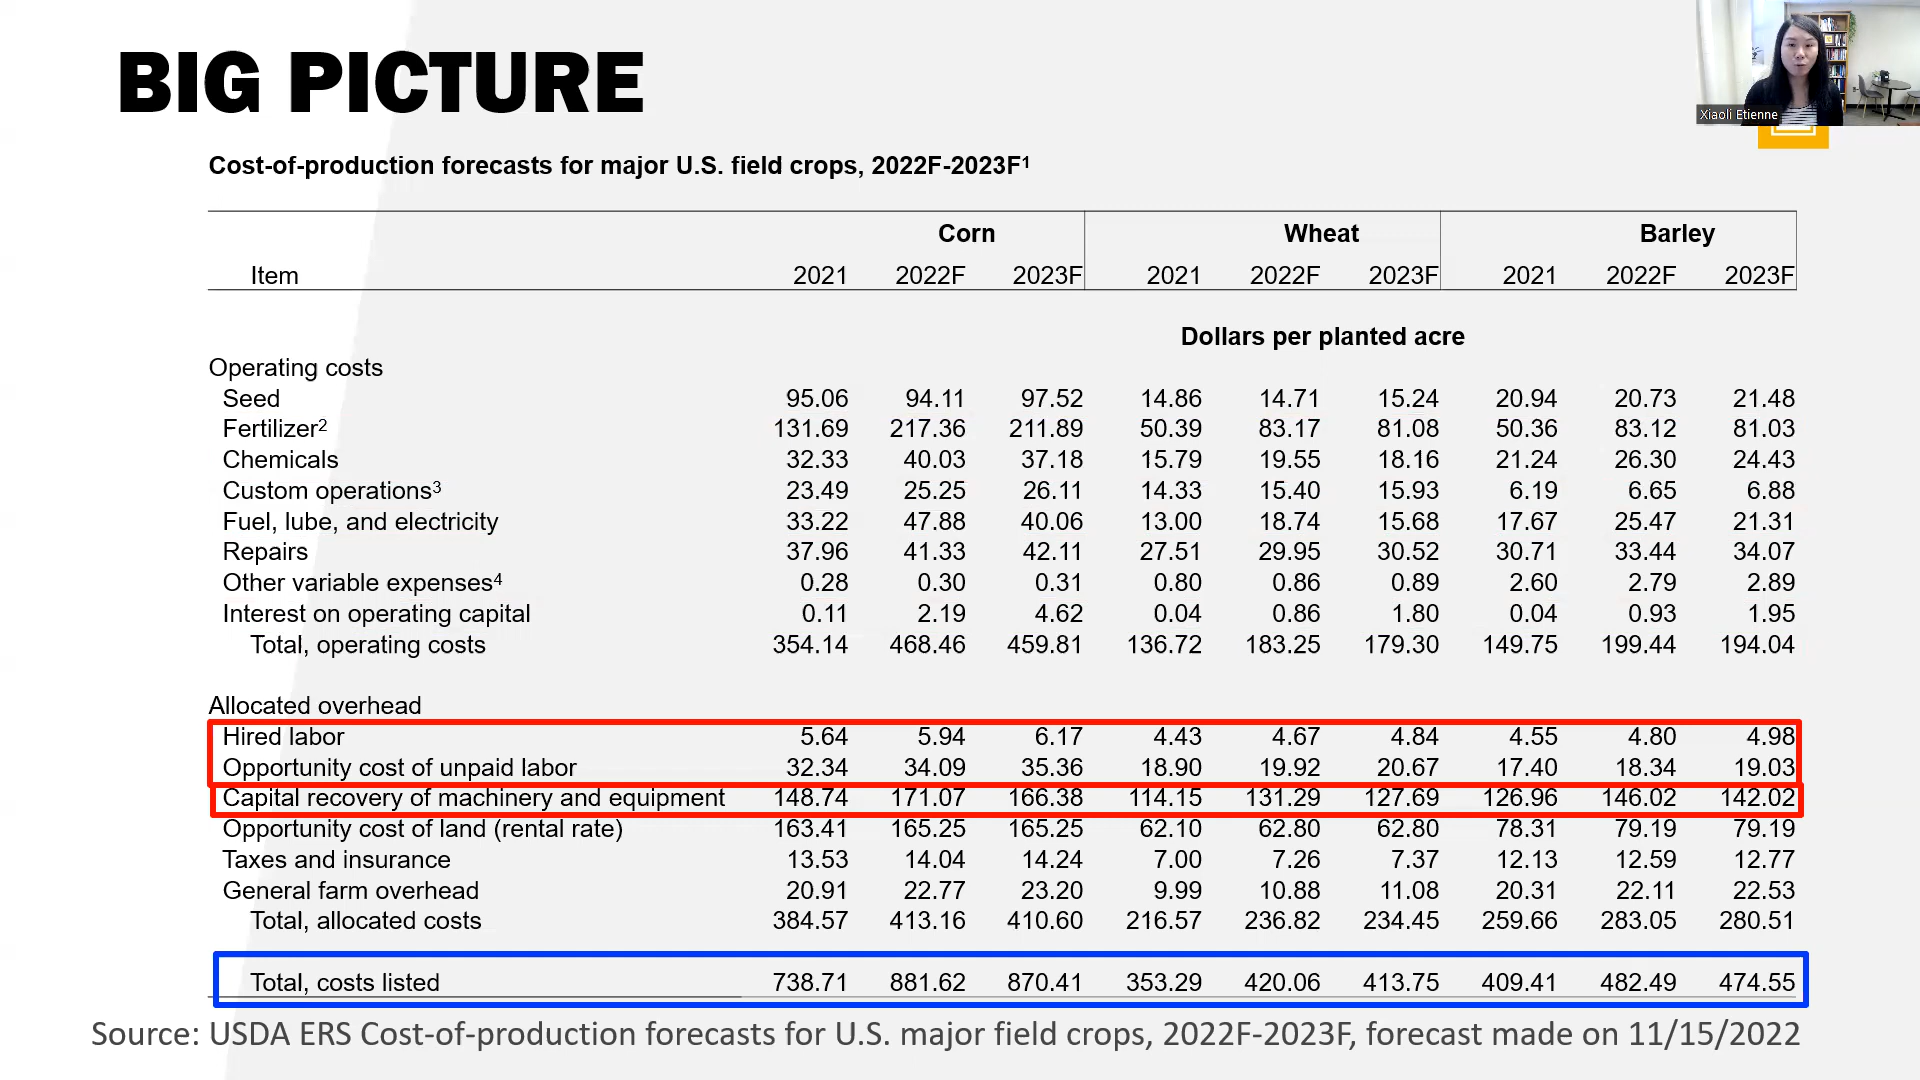 BIG PICTURE
Xiaoli Etienne
Cost-of-production forecasts for major U.S. field crops, 2022F-2023F1
Corn Wheat Barley
Item 2021 2022F 2023F 2021 2022F 2023F 2021 2022F 2023F
Dollars per planted acre
Operating costs
Seed 95.06 94.11 97.52 14.86 14.71 15.24 20.94 20.73 21.48
Fertilizer2 131.69 217.36 211.89 50.39 83.17 81.08 50.36 83.12 81.03
Chemicals 32.33 40.03 37.18 15.79 19.55 18.16 21.24 26.30 24.43
Custom operations3 23.49 25.25 26.11 14.33 15.40 15.93 6.19 6.65 6.88
Fuel, lube, and electricity 33.22 47.88 40.06 13.00 18.74 15.68 17.67 25.47 21.31
Repairs 37.96 41.33 42.11 27.51 29.95 30.52 30.71 33.44 34.07
Other variable expenses4 0.28 0.30 0.31 0.80 0.86 0.89 2.60 2.79 2.89
Interest on operating capital 0.11 2.19 4.62 0.04 0.86 1.80 0.04 0.93 1.95
Total, operating costs 354.14 468.46 459.81 136.72 183.25 179.30 149.75 199.44 194.04
Allocated overhead
Hired labor 5.64 5.94 6.17 4.43 4.67 4.84 4.55 4.80 4.98
Opportunity cost of unpaid labor 32.34 34.09 35.36 18.90 19.92 20.67 17.40 18.34 19.03
Capital recovery of machinery and equipment 148.74 171.07 166.38 114.15 131.29 127.69 126.96 146.02 142.02
Opportunity cost of land (rental rate) 163.41 165.25 165.25 62.10 62.80 62.80 78.31 79.19 79.19
Taxes and insurance 13.53 14.04 14.24 7.00 7.26 7.37 12.13 12.59 12.77
General farm overhead 20.91 22.77 23.20 9.99 10.88 11.08 20.31 22.11 22.53
Total, allocated costs 384.57 413.16 410.60 216.57 236.82 234.45 259.66 283.05 280.51
Total, costs listed 738.71 881.62 870.41 353.29 420.06 413.75 409.41 482.49 474.55
Source: USDA ERS Cost-of-production forecasts for U.S. major field crops, 2022F-2023F, forecast made on 11/15/2022